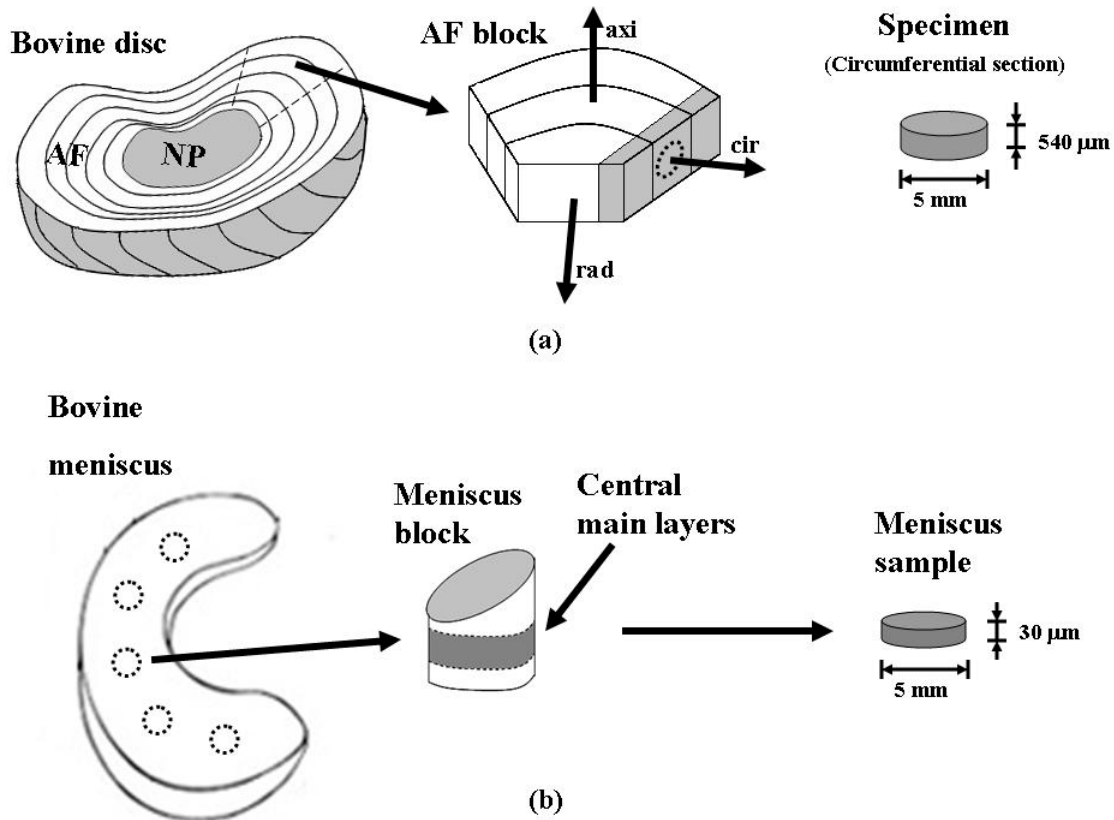 Bovine disc
AF
NP
AF block
axi
cir
rad
Specimen
(Circumferential section)
540 μm
5 mm
(a)
Bovine
meniscus
Meniscus
block
Central
main layers
Meniscus
sample
30 μm
5 mm
(b)